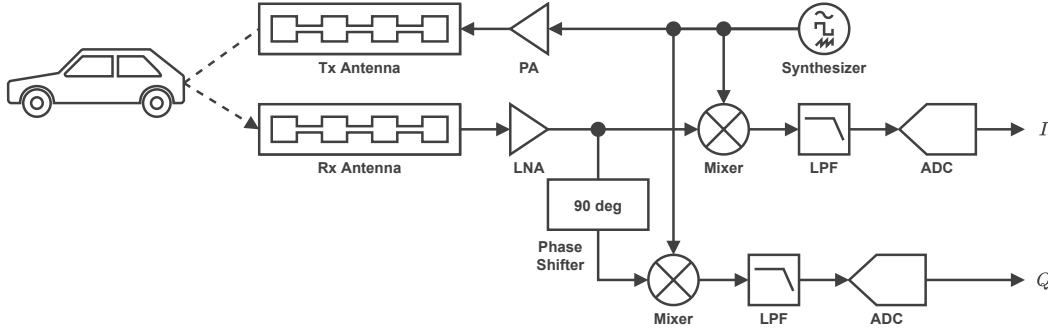 Tx Antenna
PA
Synthesizer
Rx Antenna
LNA
Mixer
LPF
ADC
I
90 deg
Phase
Shifter
Mixer
LPF
ADC
Q